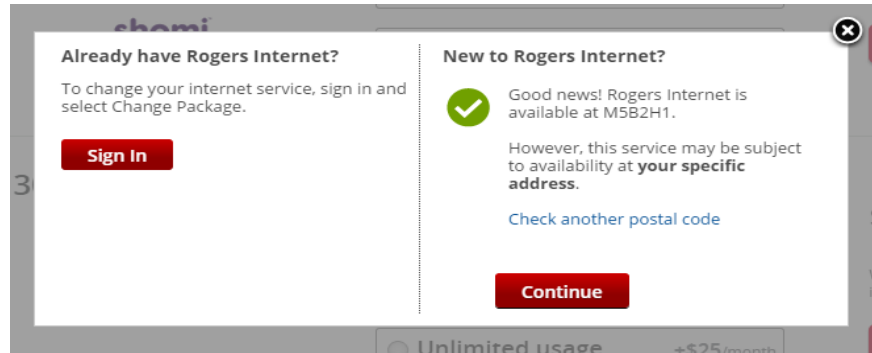 shomi
Already have Rogers Internet?
To change your internet service, sign in and
select Change Package.
Sign In
New to Rogers Internet?
Good news! Rogers Internet is
available at M5B2H1.
However, this service may be subject
to availability at your specific
address.
Check another postal code
Continue
Unlimited usage +$25/month